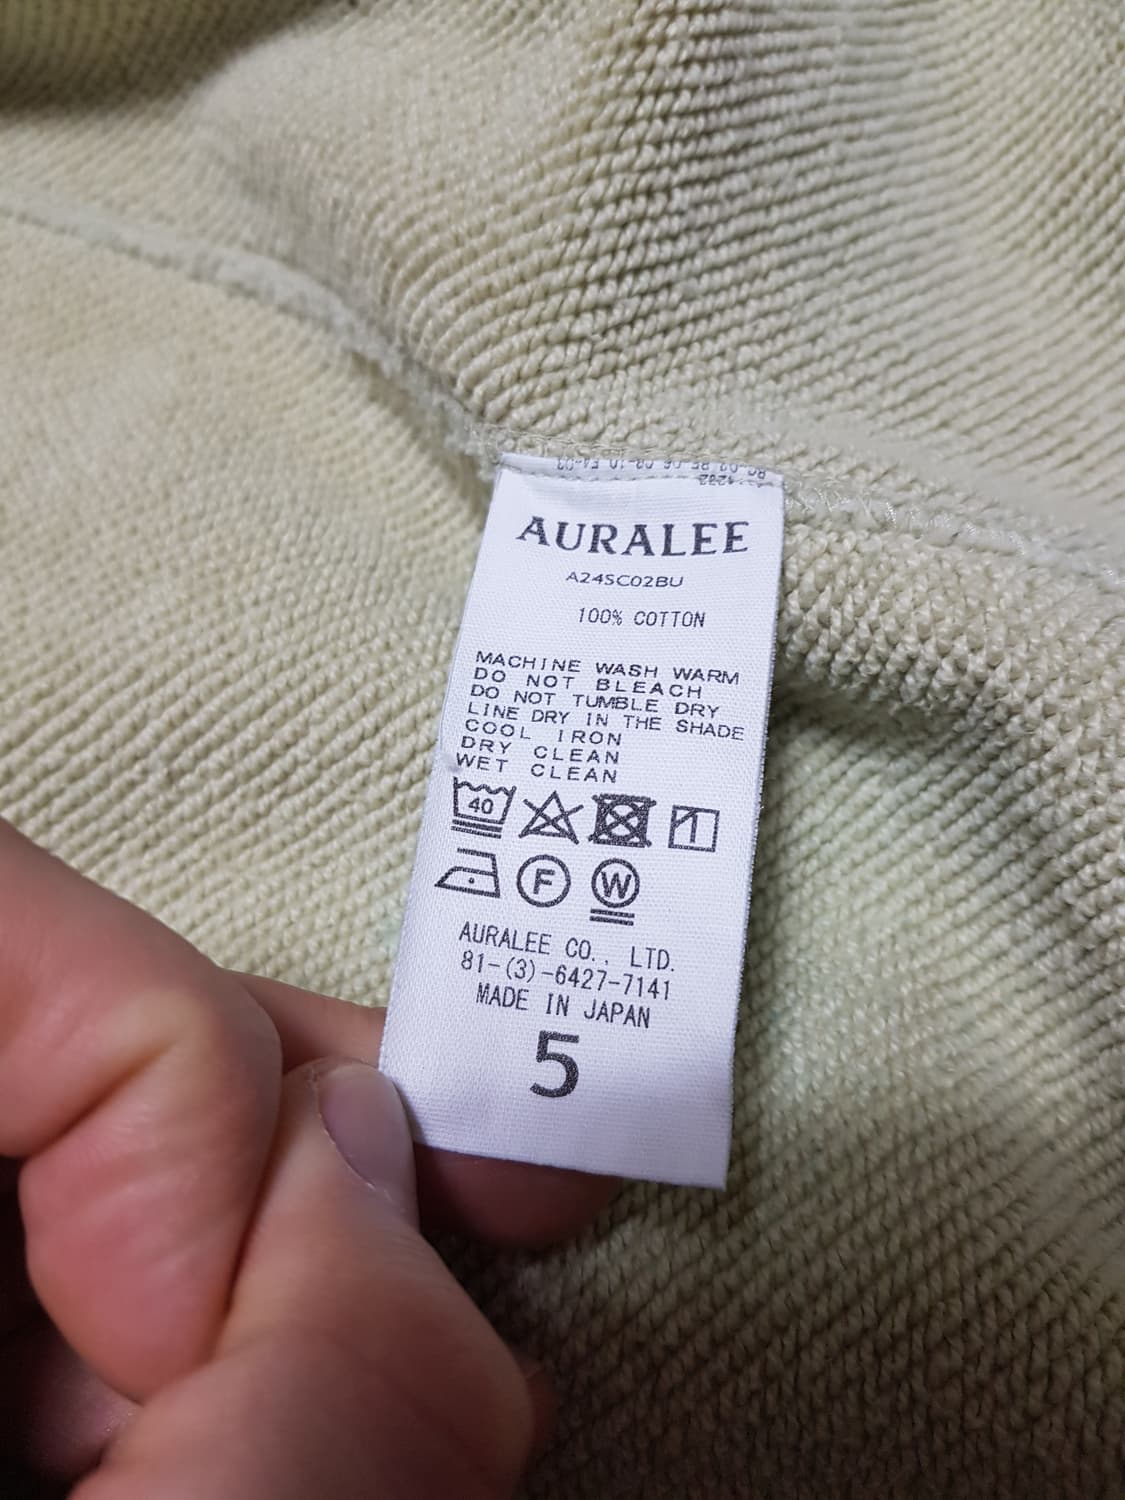 AURALEE
A24SC02BU
100% COTTON
MACHINE WASH WARM
DO NOT BLEACH
DO NOT TUMBLE DRY
LINE DRY IN THE SHADE
COOL IRON
DRY CLEAN
WET CLEAN
40
F
W
AURALEE CO., LTD.
81-(3)-6427-7141
MADE IN JAPAN
5